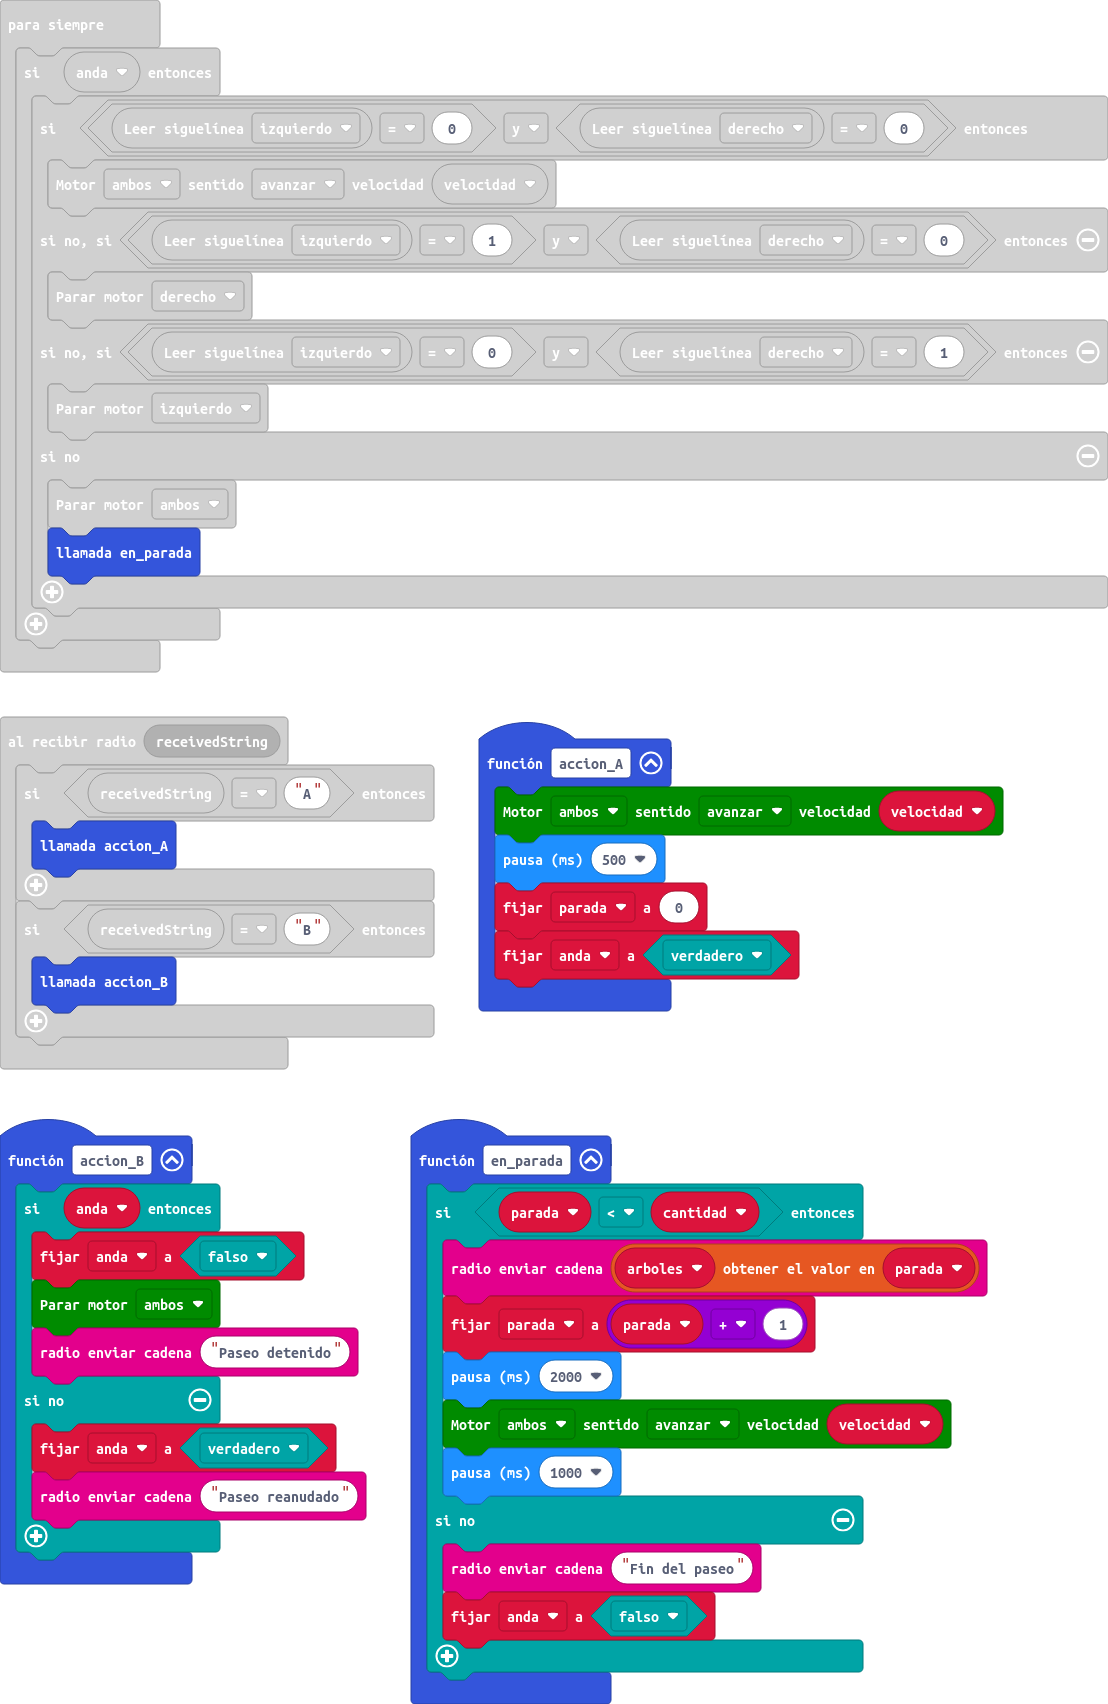 para siempre
si anda entonces
si Leer siguelínea izquierdo = 0 y Leer siguelínea derecho = 0 entonces
Motor ambos sentido avanzar velocidad velocidad
si no, si Leer siguelínea izquierdo = 1 y Leer siguelínea derecho = 0 entonces
Parar motor derecho
si no, si Leer siguelínea izquierdo = 0 y Leer siguelínea derecho = 1 entonces
Parar motor izquierdo
si no
Parar motor ambos
llamada en_parada
al recibir radio receivedString
si receivedString = "A" entonces
llamada accion_A
si receivedString = "B" entonces
llamada accion_B
función accion_A
Motor ambos sentido avanzar velocidad velocidad
pausa (ms) 500
fijar parada a 0
fijar anda a verdadero
función accion_B
si anda entonces
fijar anda a falso
Parar motor ambos
radio enviar cadena "Paseo detenido"
si no
fijar anda a verdadero
radio enviar cadena "Paseo reanudado"
función en_parada
si parada < cantidad entonces
radio enviar cadena arboles obtener el valor en parada
fijar parada a parada + 1
pausa (ms) 2000
Motor ambos sentido avanzar velocidad velocidad
pausa (ms) 1000
si no
radio enviar cadena "Fin del paseo"
fijar anda a falso